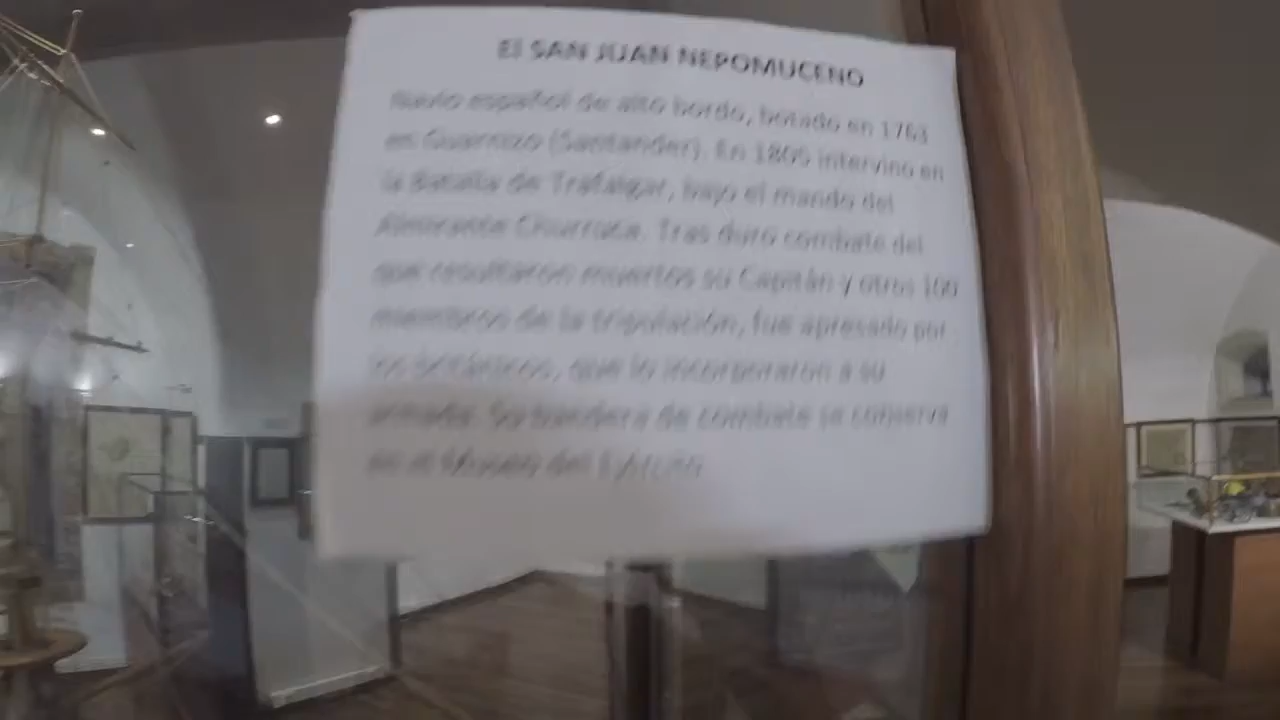 El SAN JUAN NEPOMUCENO
Navío español de alto bordo, botado en 1763
en Guarnizo (Santander). En 1805 intervino en
la Batalla de Trafalgar, bajo el mando del
Almirante Churruca. Tras duro combate del
que resultaron muertos su Capitán y otros 100
miembros de la tripulación, fue apresado por
los británicos, que lo incorporaron a su
armada. Su bandera de combate se conserva
en el Museo del Ejército